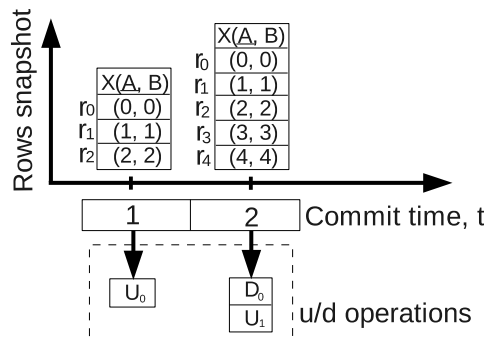 Rows snapshot
X(A, B)
r0 (0, 0)
r1 (1, 1)
r2 (2, 2)
X(A, B)
r0 (0, 0)
r1 (1, 1)
r2 (2, 2)
r3 (3, 3)
r4 (4, 4)
1 2 Commit time, t
U0
D0
U1
u/d operations